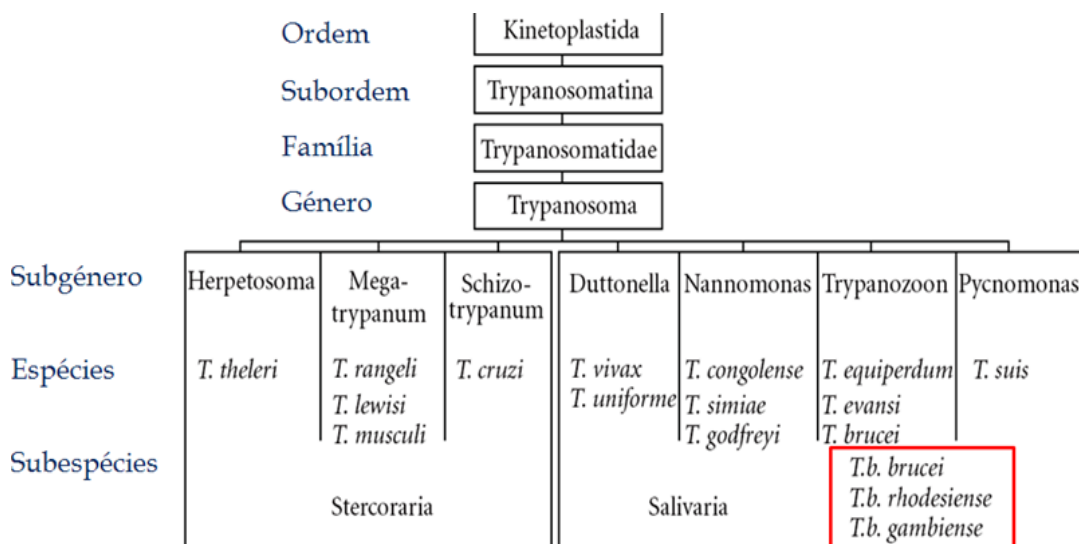 Ordem
Kinetoplastida
Subordem
Trypanosomatina
Família
Trypanosomatidae
Género
Trypanosoma
Subgénero
Herpetosoma
Mega-
trypanum
Schizo-
trypanum
Duttonella
Nannomonas
Trypanozoon
Pycnomonas
Espécies
T. theleri
T. rangeli
T. lewisi
T. musculi
T. cruzi
T. vivax
T. uniforme
T. congolense
T. simiae
T. godfreyi
T. equiperdum
T. evansi
T. brucei
T. suis
Subespécies
T.b. brucei
T.b. rhodesiense
T.b. gambiense
Stercoraria
Salivaria